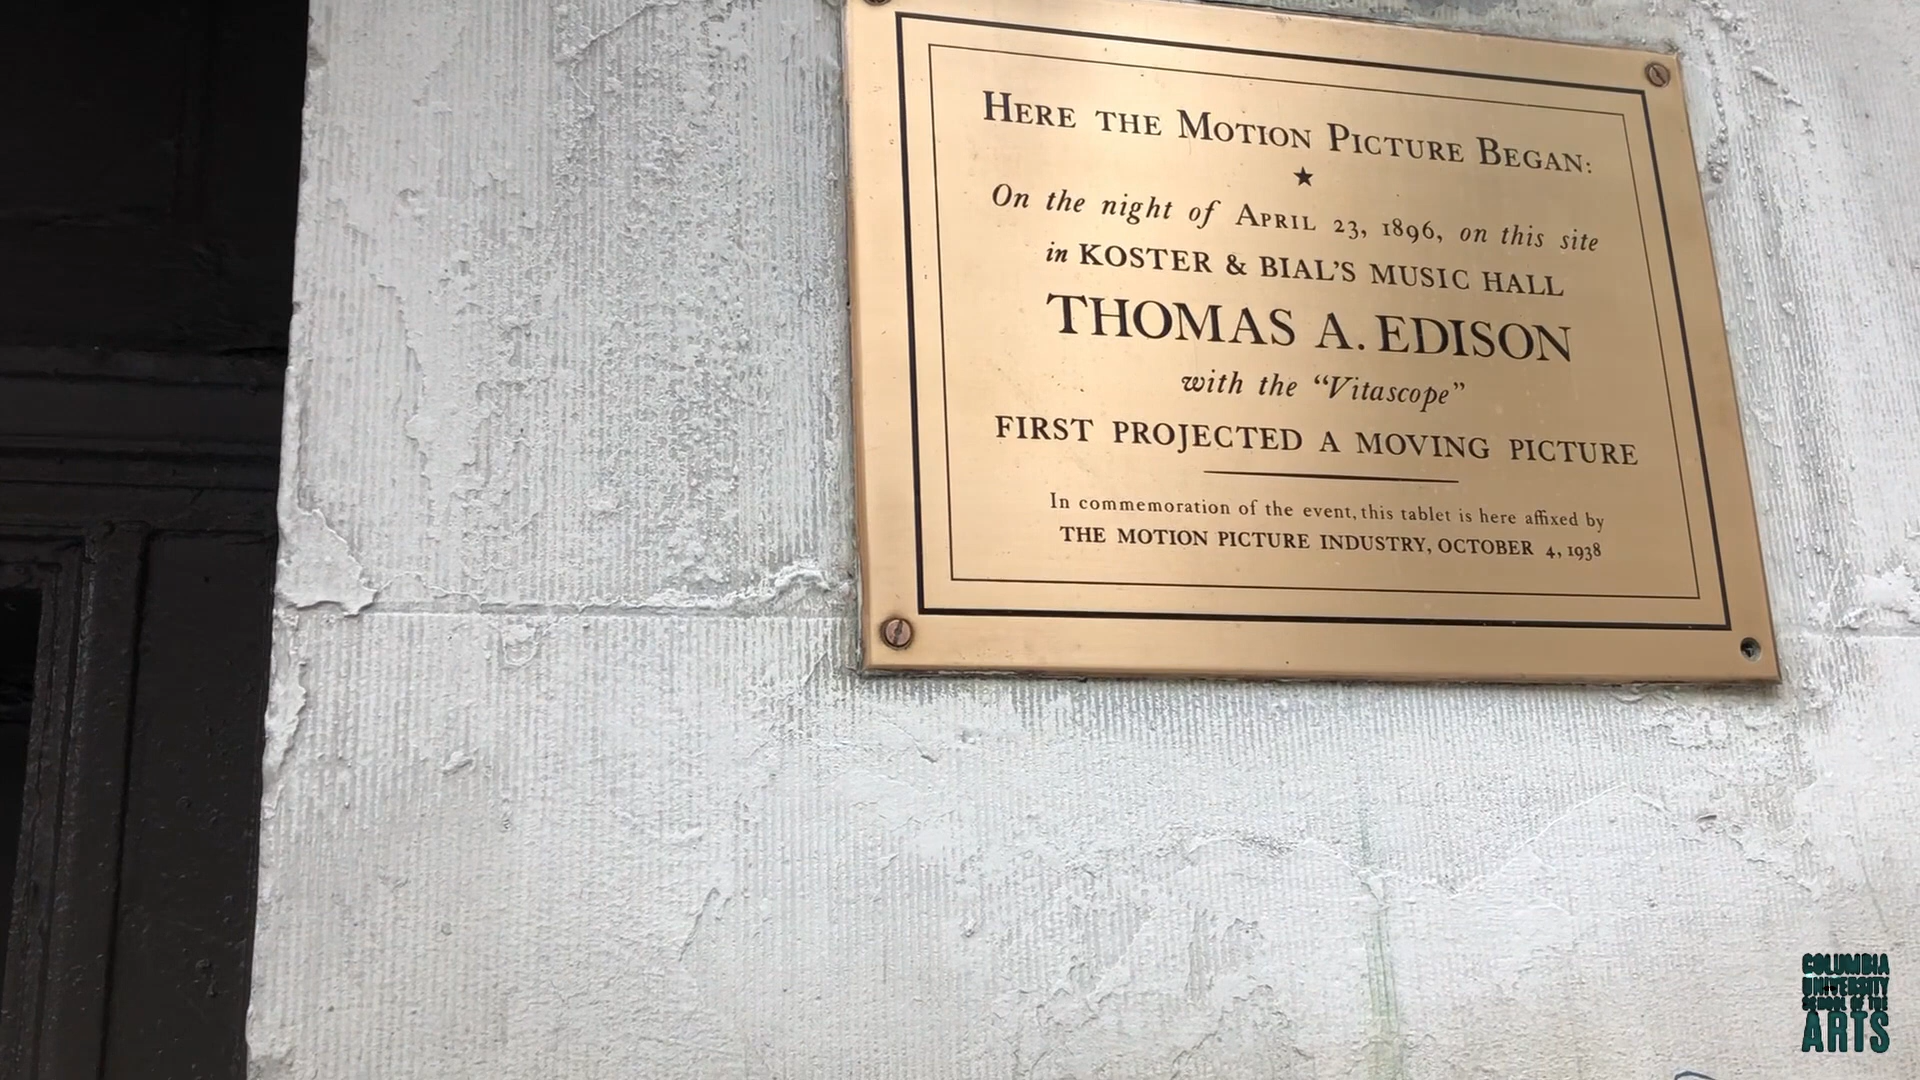 HERE THE MOTION PICTURE BEGAN:
★
On the night of APRIL 23, 1896, on this site
in KOSTER & BIAL'S MUSIC HALL
THOMAS A. EDISON
with the “Vitascope”
FIRST PROJECTED A MOVING PICTURE
In commemoration of the event, this tablet is here affixed by
THE MOTION PICTURE INDUSTRY, OCTOBER 4, 1938
COLUMBIA
UNIVERSITY
SCHOOL OF THE
ARTS